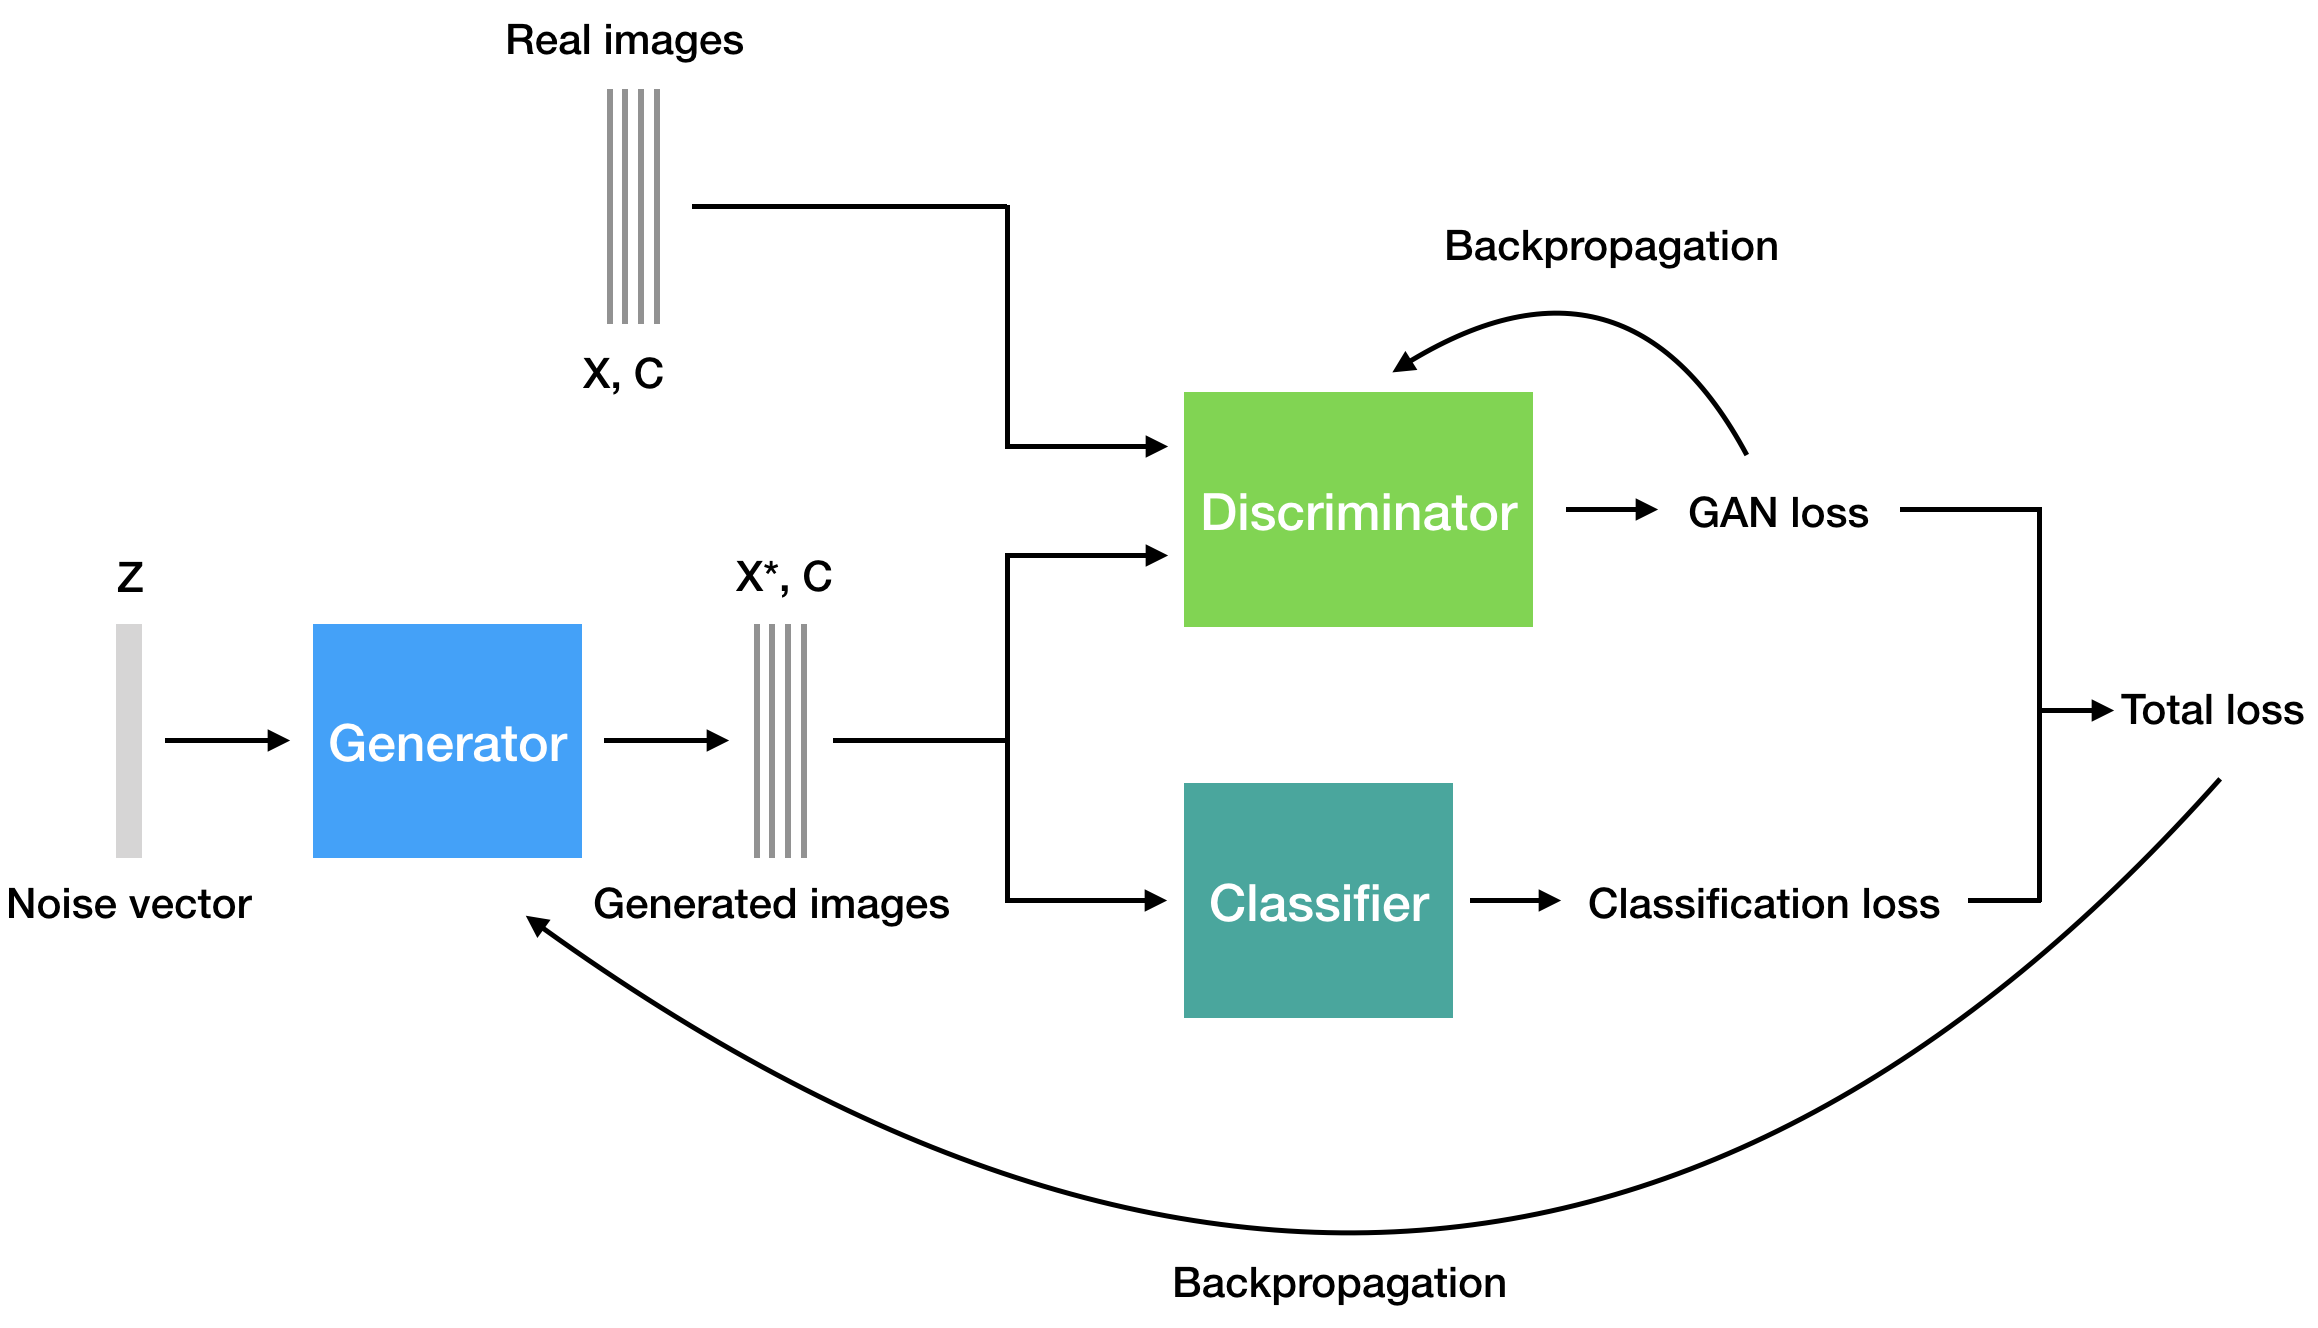 Real images
X, C
Backpropagation
Discriminator
GAN loss
Z
X*, C
Generator
Total loss
Noise vector
Generated images
Classifier
Classification loss
Backpropagation